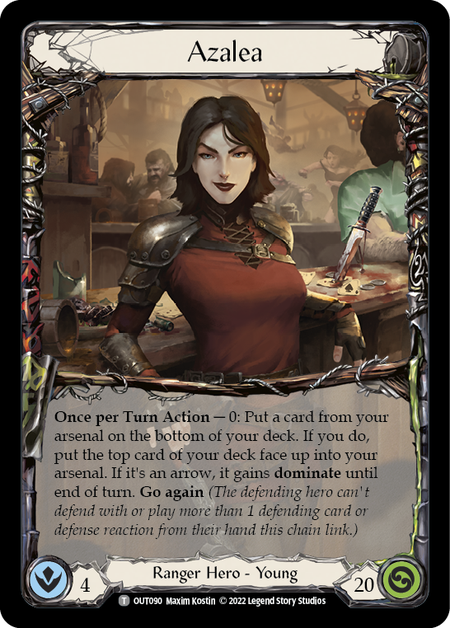 Azalea
Once per Turn Action — 0: Put a card from your
arsenal on the bottom of your deck. If you do,
put the top card of your deck face up into your
arsenal. If it's an arrow, it gains dominate until
end of turn. Go again (The defending hero can't
defend with or play more than 1 defending card or
defense reaction from their hand this chain link.)
4
Ranger Hero - Young
20
T OUT090 Maxim Kostin © 2022 Legend Story Studios